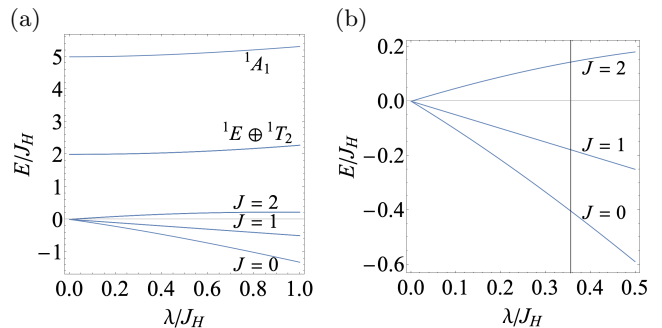 (a)
5
4
3
2
1
0
−1
E/J_H
¹A₁
¹E ⊕ ¹T₂
J = 2
J = 1
J = 0
0.0 0.2 0.4 0.6 0.8 1.0
λ/J_H
(b)
0.2
0.0
−0.2
−0.4
−0.6
E/J_H
J = 2
J = 1
J = 0
0.0 0.1 0.2 0.3 0.4 0.5
λ/J_H